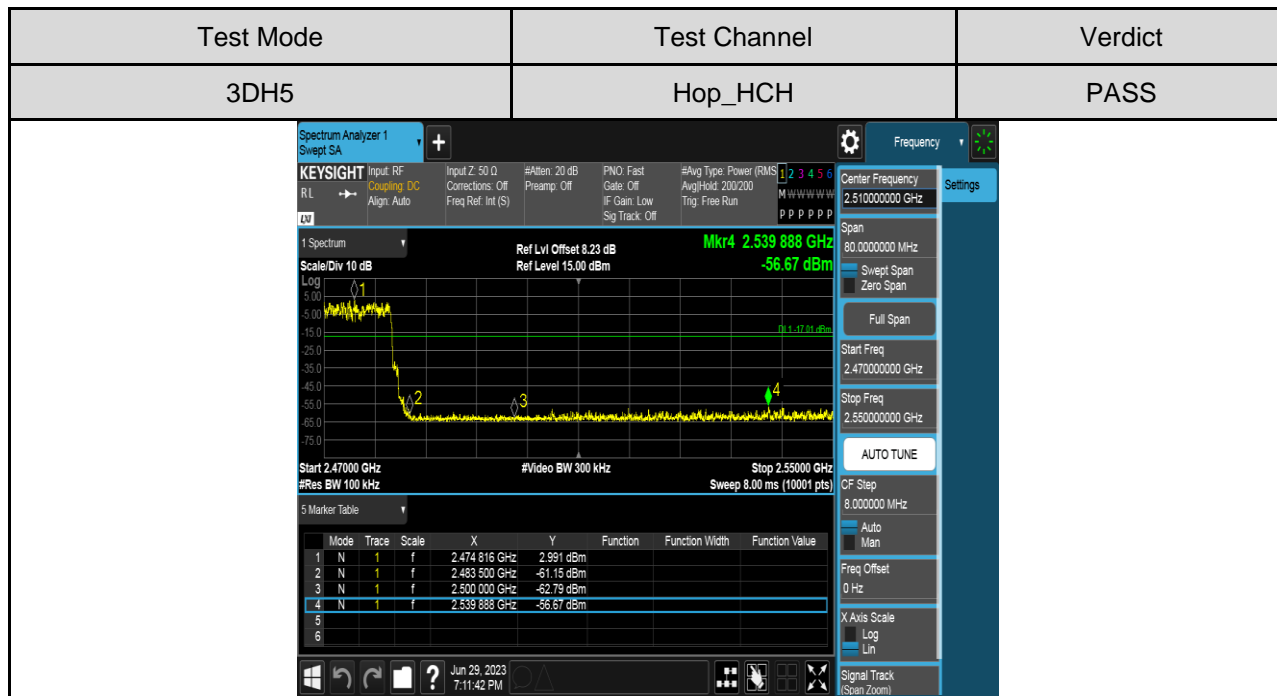 Test Mode Test Channel Verdict
3DH5 Hop_HCH PASS
Spectrum Analyzer 1
Swept SA
+
Frequency
KEYSIGHT Input: RF Input Z: 50 Ω #Atten: 20 dB PNO: Fast #Avg Type: Power (RMS 1 2 3 4 5 6
RL Coupling: DC Corrections: Off Preamp: Off Gate: Off Avg|Hold: 200/200 M W W W W W
Align: Auto Freq Ref: Int (S) IF Gain: Low Trig: Free Run
LXI Sig Track: Off P P P P P P
1 Spectrum Ref Lvl Offset 8.23 dB Mkr4 2.539 888 GHz
Scale/Div 10 dB Ref Level 15.00 dBm -56.67 dBm
Log
5.00
-5.00
-15.0
-25.0
-35.0
-45.0
-55.0
-65.0
-75.0
1
DL1 -17.01 dBm
2
3
4
Start 2.47000 GHz #Video BW 300 kHz Stop 2.55000 GHz
#Res BW 100 kHz Sweep 8.00 ms (10001 pts)
5 Marker Table
Mode Trace Scale X Y Function Function Width Function Value
1 N 1 f 2.474 816 GHz 2.991 dBm
2 N 1 f 2.483 500 GHz -61.15 dBm
3 N 1 f 2.500 000 GHz -62.79 dBm
4 N 1 f 2.539 888 GHz -56.67 dBm
5
6
?
Jun 29, 2023
7:11:42 PM
Center Frequency
2.510000000 GHz
Settings
Span
80.0000000 MHz
Swept Span
Zero Span
Full Span
Start Freq
2.470000000 GHz
Stop Freq
2.550000000 GHz
AUTO TUNE
CF Step
8.000000 MHz
Auto
Man
Freq Offset
0 Hz
X Axis Scale
Log
Lin
Signal Track
(Span Zoom)